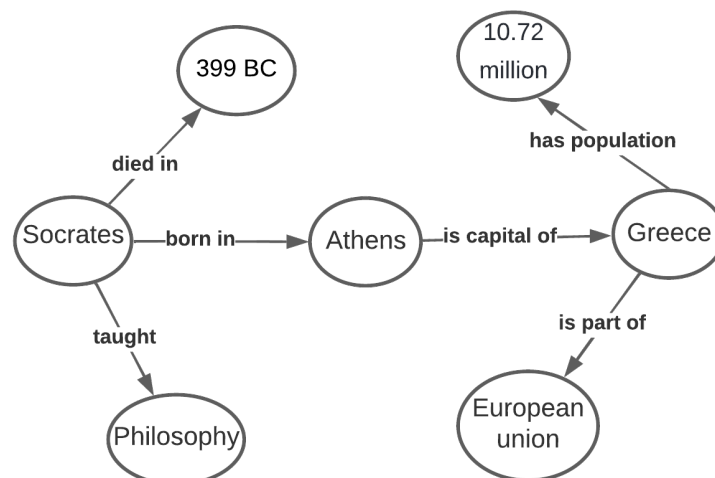 399 BC
10.72
million
died in
has population
Socrates
born in
Athens
is capital of
Greece
taught
is part of
Philosophy
European
union